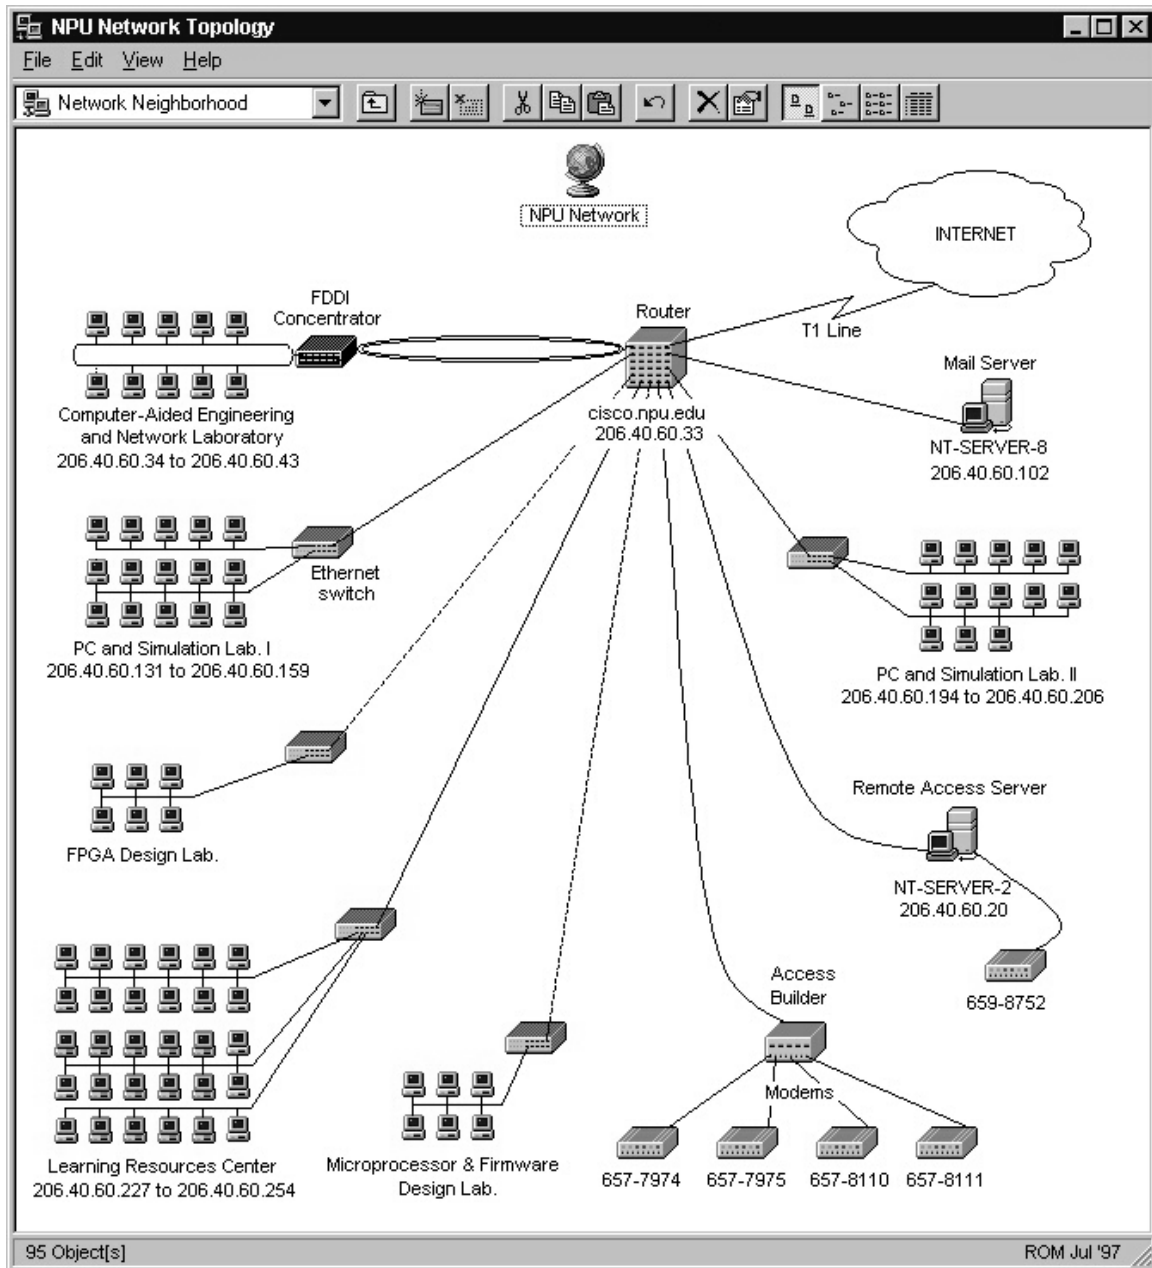 NPU Network Topology
File Edit View Help
Network Neighborhood
NPU Network
INTERNET
FDDI
Concentrator
Router
T1 Line
Mail Server
Computer-Aided Engineering
and Network Laboratory
206.40.60.34 to 206.40.60.43
cisco.npu.edu
206.40.60.33
NT-SERVER-8
206.40.60.102
Ethernet
switch
PC and Simulation Lab. I
206.40.60.131 to 206.40.60.159
PC and Simulation Lab. II
206.40.60.194 to 206.40.60.206
Remote Access Server
FPGA Design Lab.
NT-SERVER-2
206.40.60.20
Access
Builder
659-8752
Modems
Learning Resources Center
206.40.60.227 to 206.40.60.254
Microprocessor & Firmware
Design Lab.
657-7974 657-7975 657-8110 657-8111
95 Object[s] ROM Jul '97